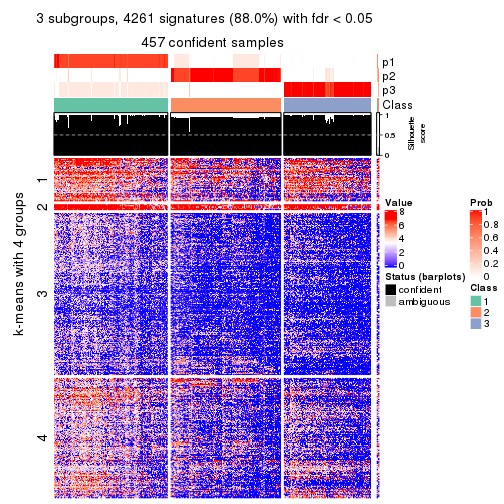 3 subgroups, 4261 signatures (88.0%) with fdr < 0.05
457 confident samples
p1
p2
p3
Class
1
0.5
0
Silhouette
score
k-means with 4 groups
1
2
3
4
Value
8
6
4
2
0
Status (barplots)
confident
ambiguous
Prob
1
0.8
0.6
0.4
0.2
0
Class
1
2
3